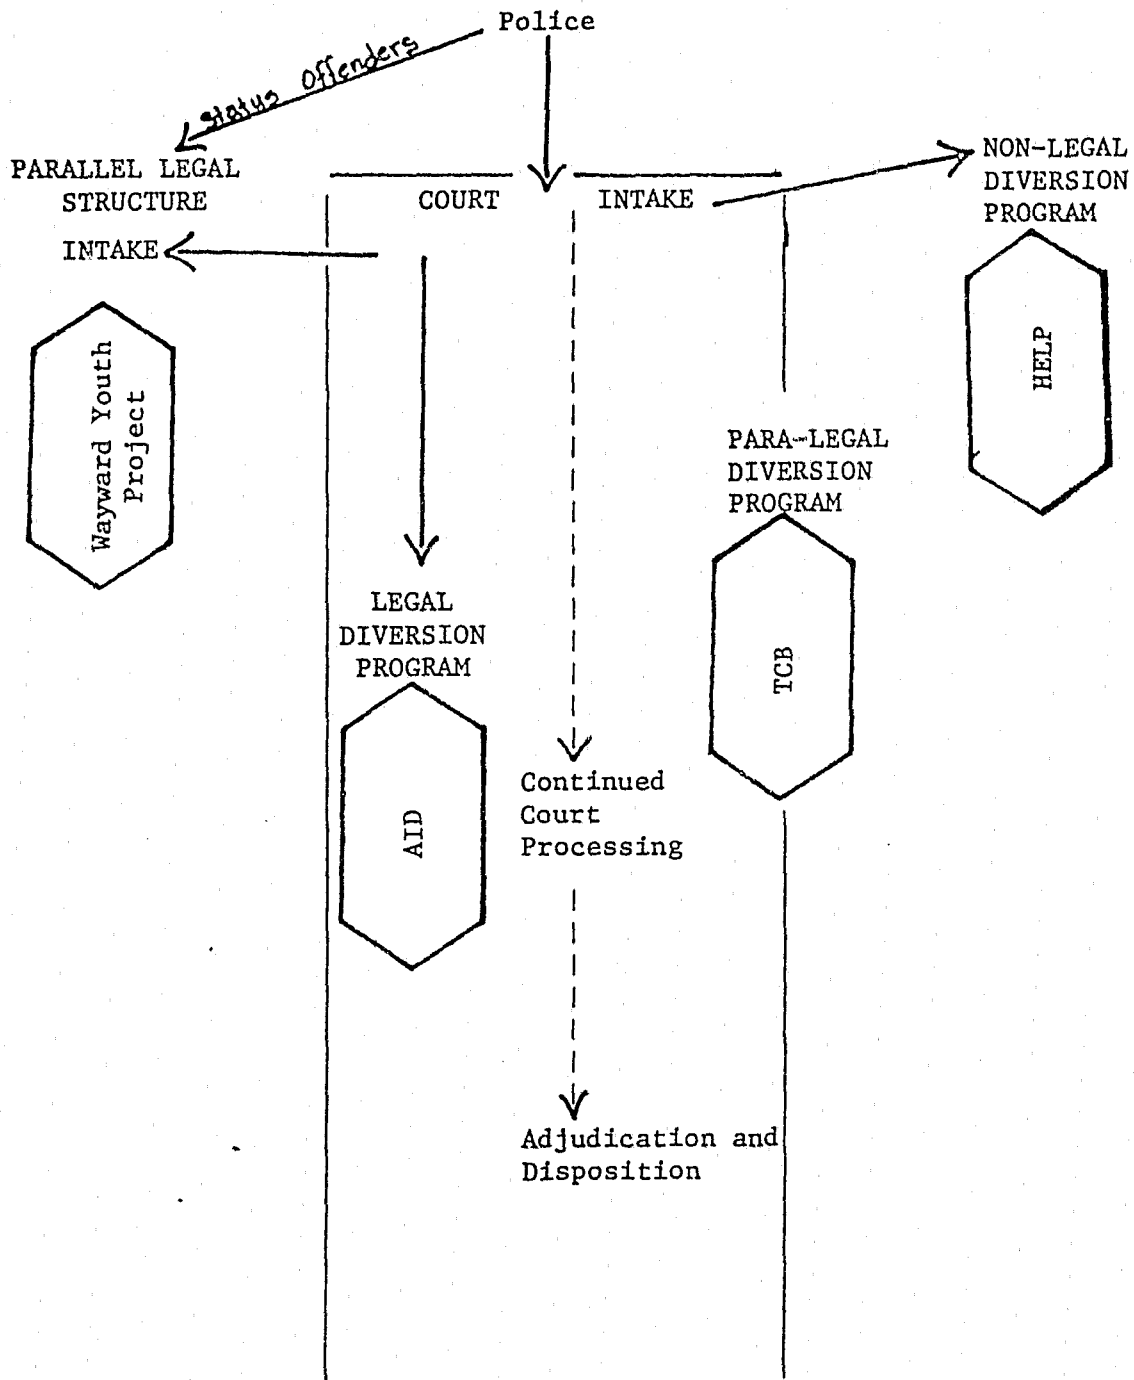 Police
Status Offenders
PARALLEL LEGAL
STRUCTURE
INTAKE
Wayward Youth
Project
COURT
INTAKE
NON-LEGAL
DIVERSION
PROGRAM
HELP
PARA-LEGAL
DIVERSION
PROGRAM
TCB
LEGAL
DIVERSION
PROGRAM
AID
Continued
Court
Processing
Adjudication and
Disposition